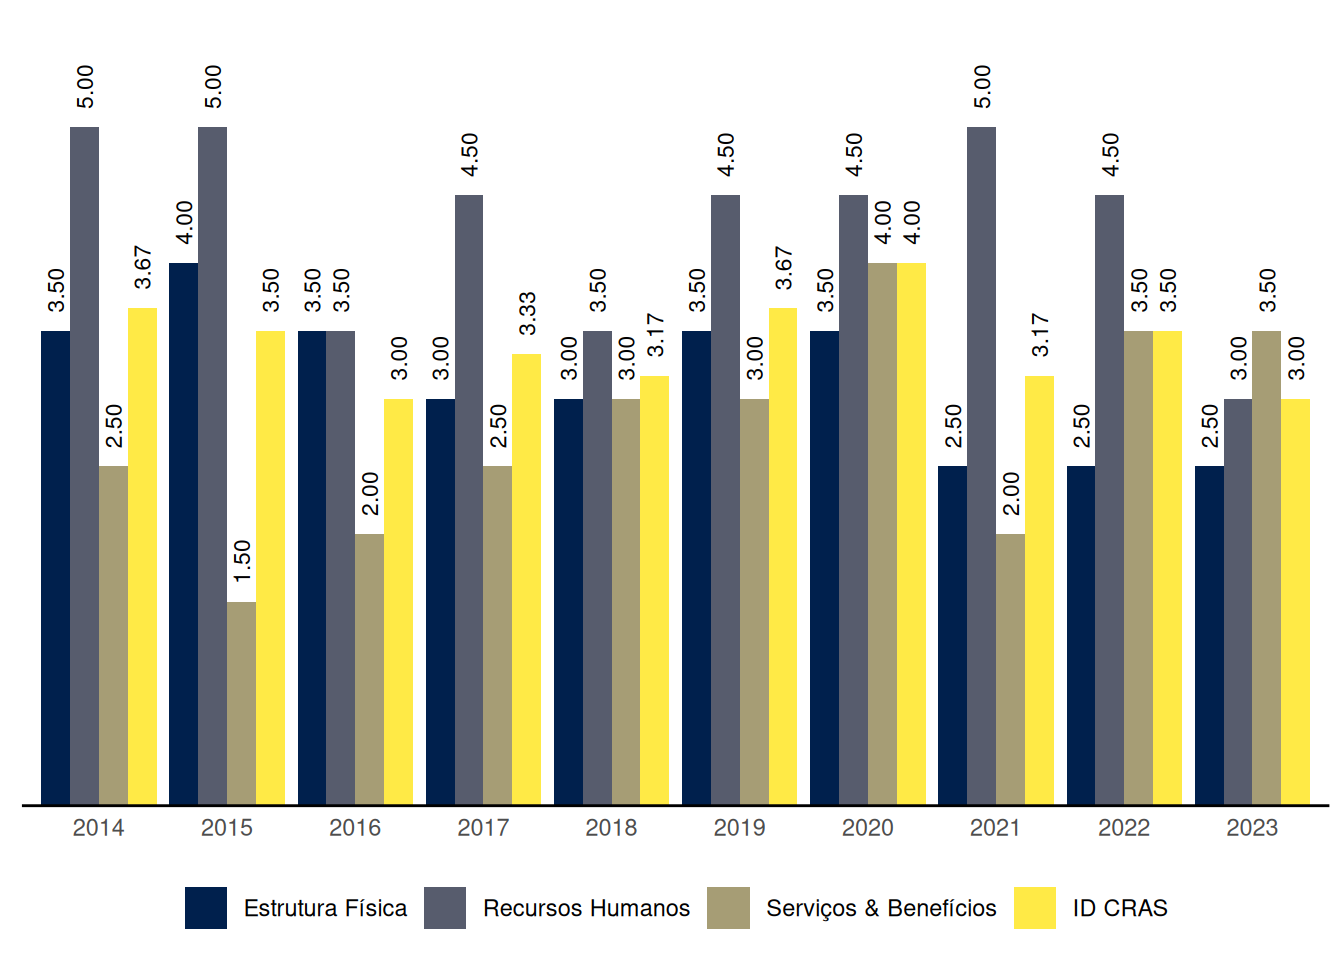 3.50 5.00 2.50 3.67
4.00 5.00 1.50 3.50
3.50 3.50 2.00 3.00
3.00 4.50 2.50 3.33
3.00 3.50 3.00 3.17
3.50 4.50 3.00 3.67
3.50 4.50 4.00 4.00
2.50 5.00 2.00 3.17
2.50 4.50 3.50 3.50
2.50 3.00 3.50 3.00
2014 2015 2016 2017 2018 2019 2020 2021 2022 2023
Estrutura Física Recursos Humanos Serviços & Benefícios ID CRAS